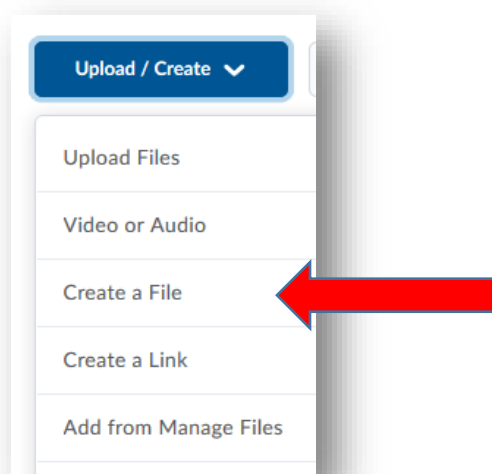 Upload / Create
Upload Files
Video or Audio
Create a File
Create a Link
Add from Manage Files